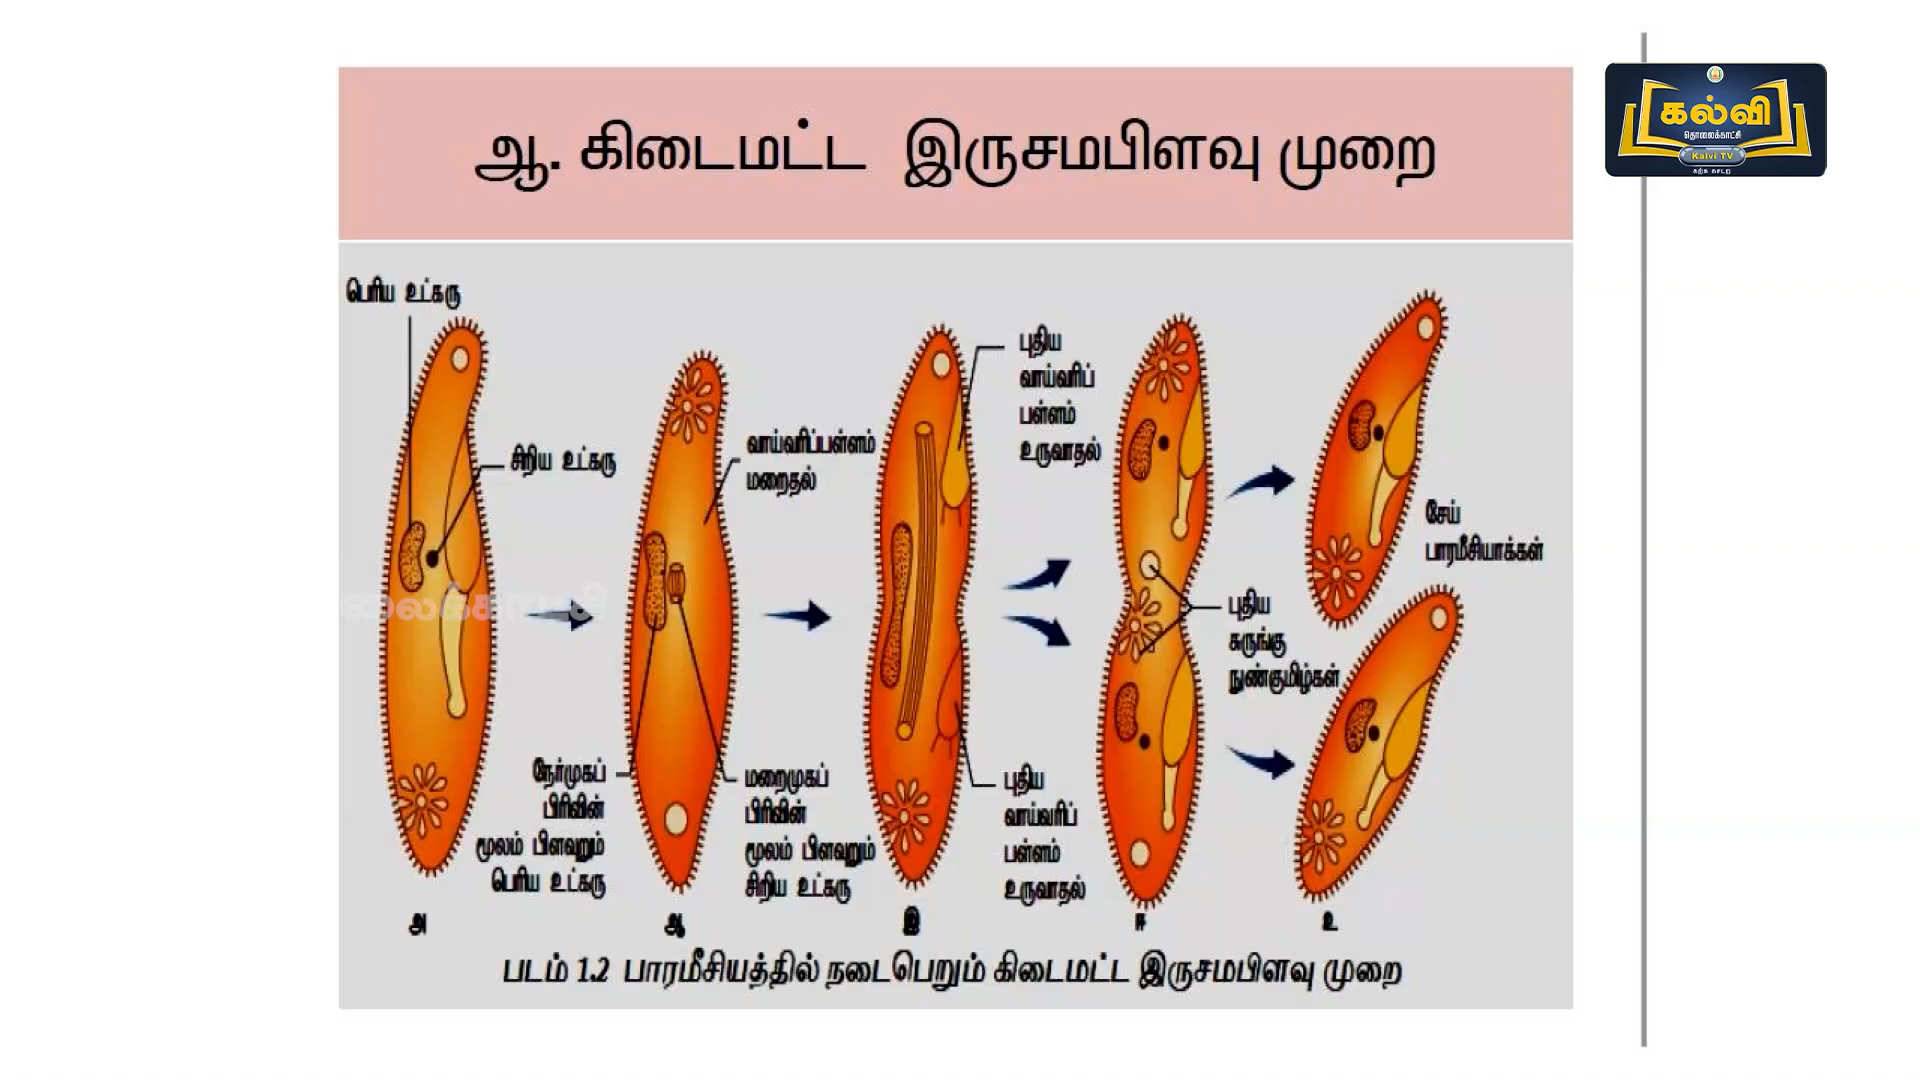 ஆ. கிடைமட்ட இருசமபிளவு முறை
கல்வி
தொலைக்காட்சி
Kalvi TV
கற்க கசடற
பெரிய உட்கரு
சிறிய உட்கரு
வாய்வரிப்பள்ளம்
மறைதல்
நேர்முகப்
பிரிவின்
மூலம் பிளவுறும்
பெரிய உட்கரு
மறைமுகப்
பிரிவின்
மூலம் பிளவுறும்
சிறிய உட்கரு
புதிய
வாய்வரிப்
பள்ளம்
உருவாதல்
புதிய
வாய்வரிப்
பள்ளம்
உருவாதல்
புதிய
சுருங்கு
நுண்குமிழ்கள்
சேய்
பாரமீசியாக்கள்
அ
ஆ
இ
ஈ
உ
படம் 1.2 பாரமீசியத்தில் நடைபெறும் கிடைமட்ட இருசமபிளவு முறை